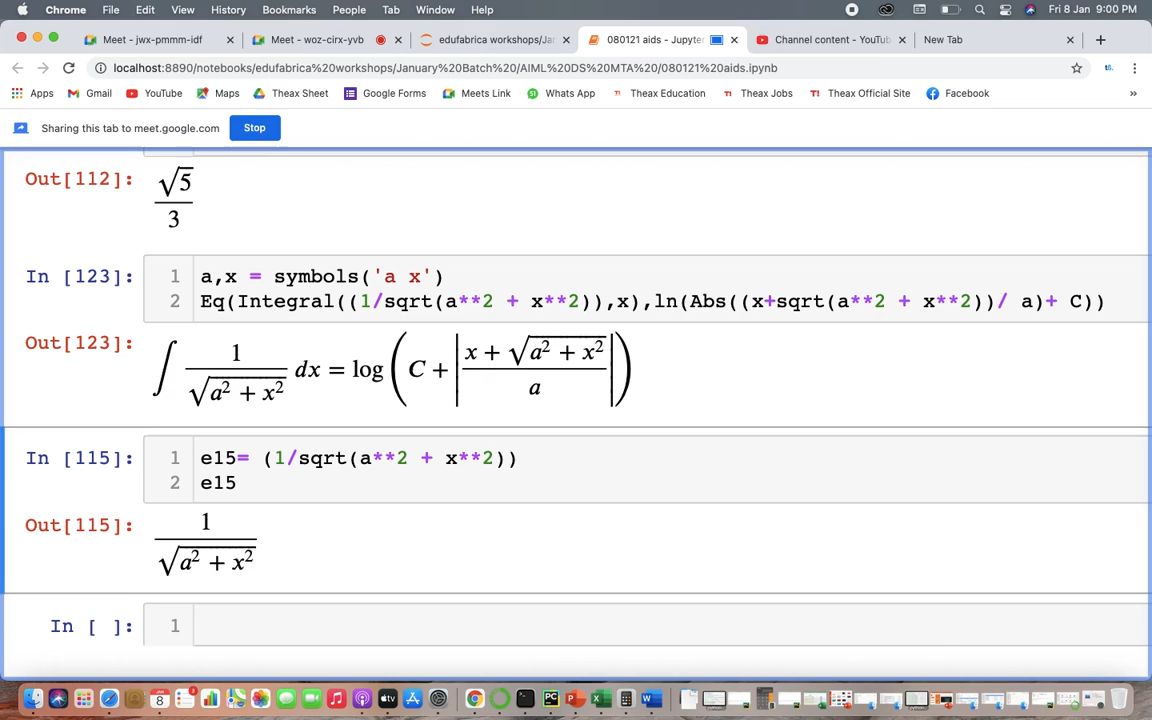 Chrome File Edit View History Bookmarks People Tab Window Help Fri 8 Jan 9:00 PM
Meet - jwx-pmmm-idf Meet - woz-cirx-yvb edufabrica workshops/Jan 080121 aids - Jupyter Channel content - YouTub New Tab
localhost:8890/notebooks/edufabrica%20workshops/January%20Batch%20/AIML%20DS%20MTA%20/080121%20aids.ipynb
Apps Gmail YouTube Maps Theax Sheet Google Forms Meets Link Whats App Theax Education Theax Jobs Theax Official Site Facebook »
Sharing this tab to meet.google.com Stop
Out[112]: √5
3
In [123]: 1 a,x = symbols('a x')
2 Eq(Integral((1/sqrt(a**2 + x**2)),x),ln(Abs((x+sqrt(a**2 + x**2))/ a)+ C))
Out[123]: ∫ 1/√(a² + x²) dx = log(C + |(x + √(a² + x²))/a|)
In [115]: 1 e15= (1/sqrt(a**2 + x**2))
2 e15
Out[115]: 1
√a² + x²
In [ ]: 1